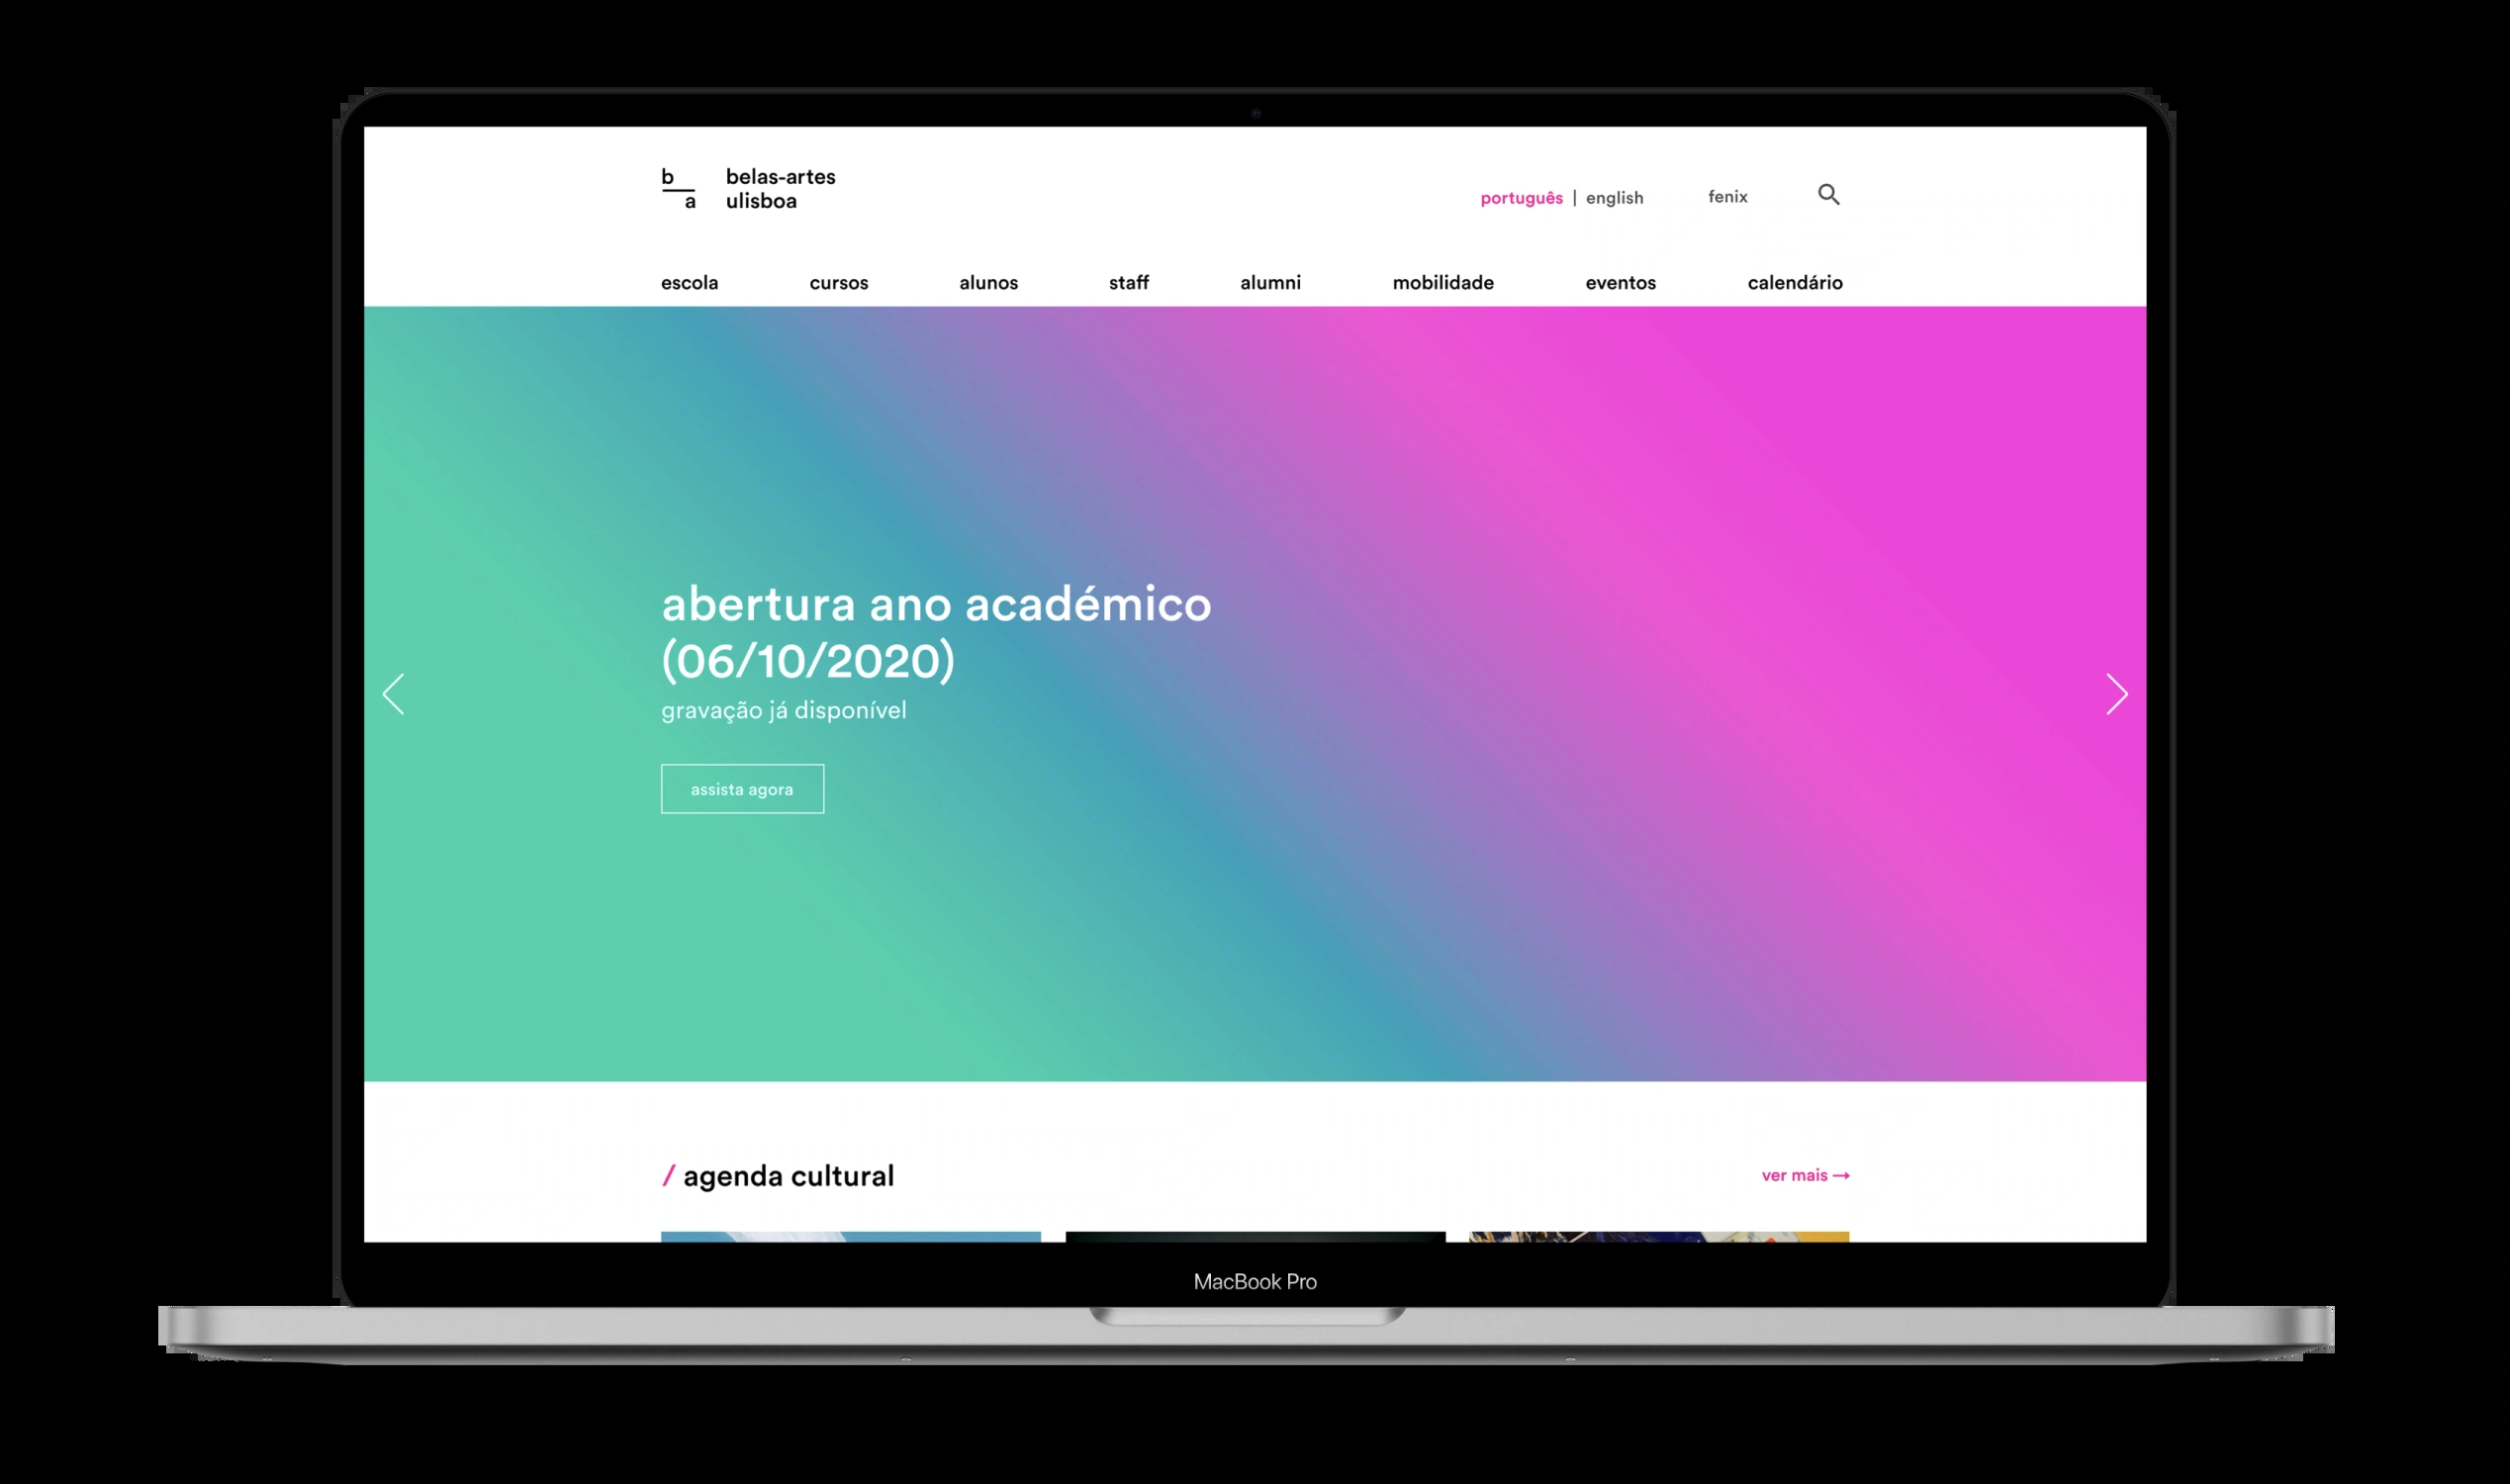 b
a
belas-artes
ulisboa
português | english
fenix
escola cursos alunos staff alumni mobilidade eventos calendário
abertura ano académico
(06/10/2020)
gravação já disponível
assista agora
/ agenda cultural
ver mais →
MacBook Pro